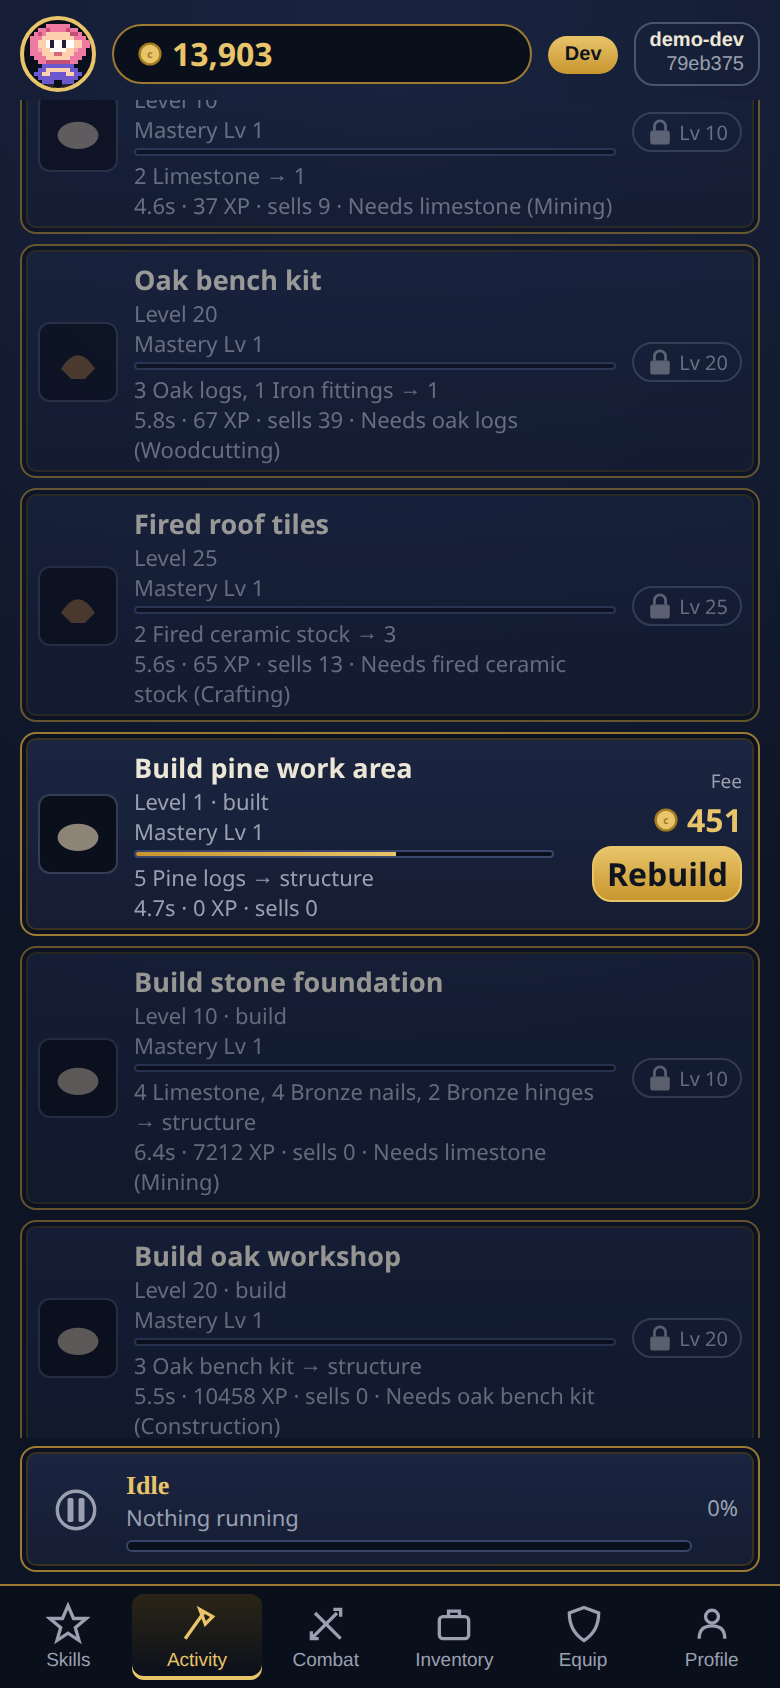 13,903
Dev
demo-dev
79eb375
Level 10
Mastery Lv 1
2 Limestone → 1
4.6s · 37 XP · sells 9 · Needs limestone (Mining)
Lv 10
Oak bench kit
Level 20
Mastery Lv 1
3 Oak logs, 1 Iron fittings → 1
5.8s · 67 XP · sells 39 · Needs oak logs
(Woodcutting)
Lv 20
Fired roof tiles
Level 25
Mastery Lv 1
2 Fired ceramic stock → 3
5.6s · 65 XP · sells 13 · Needs fired ceramic
stock (Crafting)
Lv 25
Build pine work area
Level 1 · built
Mastery Lv 1
5 Pine logs → structure
4.7s · 0 XP · sells 0
Fee
c 451
Rebuild
Build stone foundation
Level 10 · build
Mastery Lv 1
4 Limestone, 4 Bronze nails, 2 Bronze hinges
→ structure
6.4s · 7212 XP · sells 0 · Needs limestone
(Mining)
Lv 10
Build oak workshop
Level 20 · build
Mastery Lv 1
3 Oak bench kit → structure
5.5s · 10458 XP · sells 0 · Needs oak bench kit
(Construction)
Lv 20
Idle
Nothing running
0%
Skills
Activity
Combat
Inventory
Equip
Profile